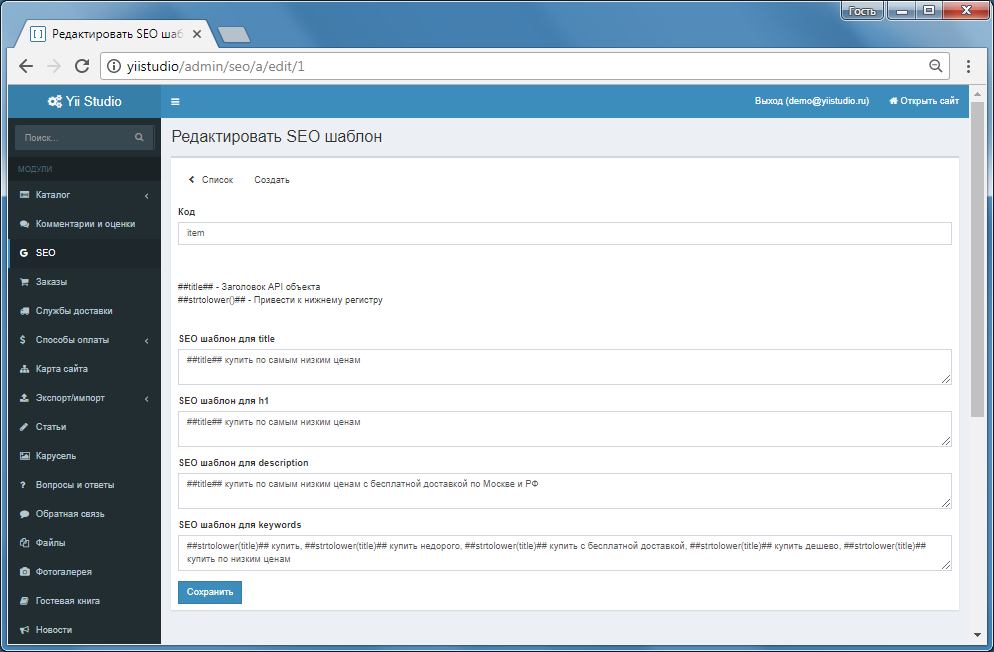 Гость
Редактировать SEO шаб
yiistudio/admin/seo/a/edit/1
Yii Studio
Выход (demo@yiistudio.ru)
Открыть сайт
Поиск...
МОДУЛИ
Каталог
Комментарии и оценки
SEO
Заказы
Службы доставки
Способы оплаты
Карта сайта
Экспорт/импорт
Статьи
Карусель
Вопросы и ответы
Обратная связь
Файлы
Фотогалерея
Гостевая книга
Новости
Редактировать SEO шаблон
Список
Создать
Код
item
##title## - Заголовок API объекта
##strtolower()## - Привести к нижнему регистру
SEO шаблон для title
##title## купить по самым низким ценам
SEO шаблон для h1
##title## купить по самым низким ценам
SEO шаблон для description
##title## купить по самым низким ценам с бесплатной доставкой по Москве и РФ
SEO шаблон для keywords
##strtolower(title)## купить, ##strtolower(title)## купить недорого, ##strtolower(title)## купить с бесплатной доставкой, ##strtolower(title)## купить дешево, ##strtolower(title)##
купить по низким ценам
Сохранить